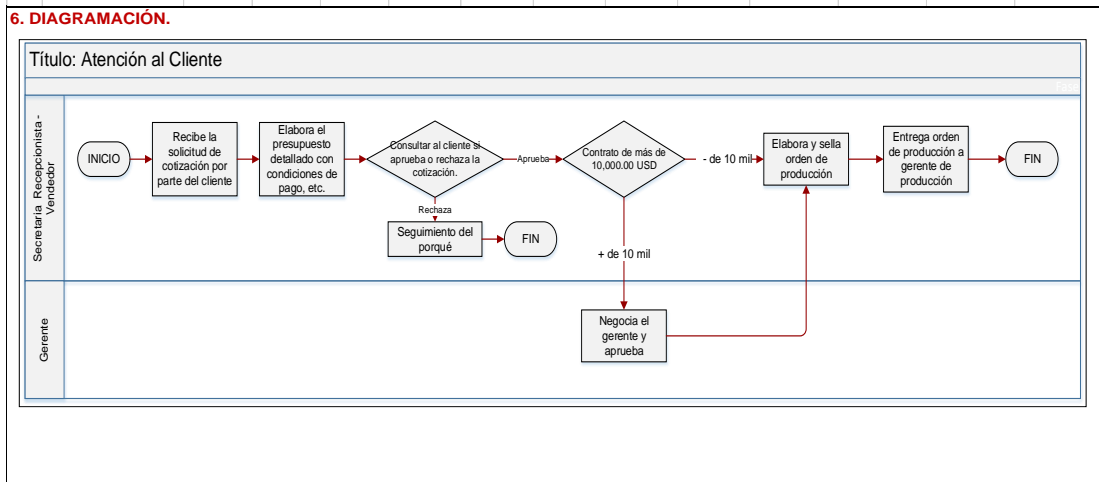 6. DIAGRAMACIÓN.
Título: Atención al Cliente
Fase
Secretaria Recepcionista -
Vendedor
INICIO
Recibe la
solicitud de
cotización por
parte del cliente
Elabora el
presupuesto
detallado con
condiciones de
pago, etc.
Consultar al cliente si
aprueba o rechaza la
cotización.
Aprueba
Rechaza
Seguimiento del
porqué
FIN
Contrato de más de
10,000.00 USD
- de 10 mil
+ de 10 mil
Elabora y sella
orden de
producción
Entrega orden
de producción a
gerente de
producción
FIN
Gerente
Negocia el
gerente y
aprueba